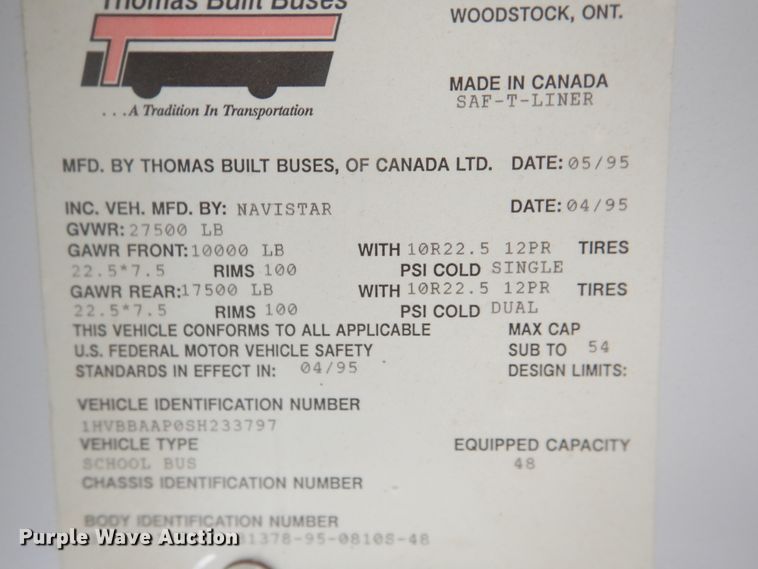 Thomas Built Buses
WOODSTOCK, ONT.
...A Tradition In Transportation
MADE IN CANADA
SAF-T-LINER
MFD. BY THOMAS BUILT BUSES, OF CANADA LTD. DATE: 05/95
INC. VEH. MFD. BY: NAVISTAR DATE: 04/95
GVWR: 27500 LB
GAWR FRONT: 10000 LB WITH 10R22.5 12PR TIRES
22.5*7.5 RIMS 100 PSI COLD SINGLE
GAWR REAR: 17500 LB WITH 10R22.5 12PR TIRES
22.5*7.5 RIMS 100 PSI COLD DUAL
THIS VEHICLE CONFORMS TO ALL APPLICABLE MAX CAP
U.S. FEDERAL MOTOR VEHICLE SAFETY SUB TO 54
STANDARDS IN EFFECT IN: 04/95 DESIGN LIMITS:
VEHICLE IDENTIFICATION NUMBER
1HVBBAAP0SH233797
VEHICLE TYPE EQUIPPED CAPACITY
SCHOOL BUS 48
CHASSIS IDENTIFICATION NUMBER
BODY IDENTIFICATION NUMBER
81378-95-08108-48
Purple Wave Auction